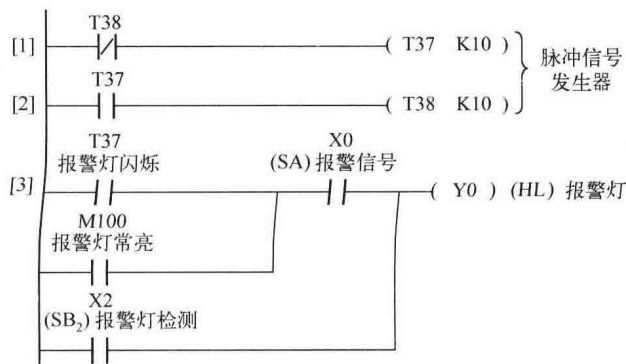 T38
[1] ( T37 K10 )
脉冲信号
发生器
T37
[2] ( T38 K10 )
T37
报警灯闪烁
X0
(SA) 报警信号
[3] ( Y0 ) (HL) 报警灯
M100
报警灯常亮
X2
(SB₂) 报警灯检测